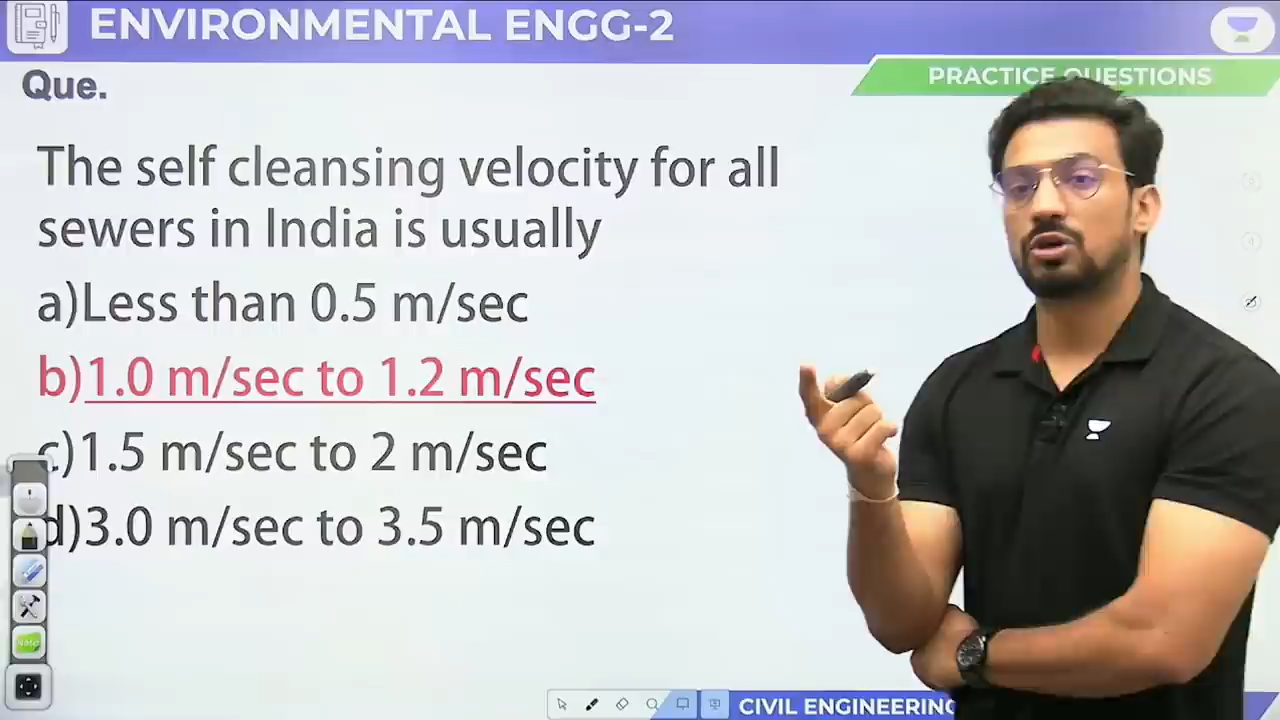 ENVIRONMENTAL ENGG-2
PRACTICE QUESTIONS
Que.
The self cleansing velocity for all
sewers in India is usually
a)Less than 0.5 m/sec
b)1.0 m/sec to 1.2 m/sec
c)1.5 m/sec to 2 m/sec
d)3.0 m/sec to 3.5 m/sec
CIVIL ENGINEERING